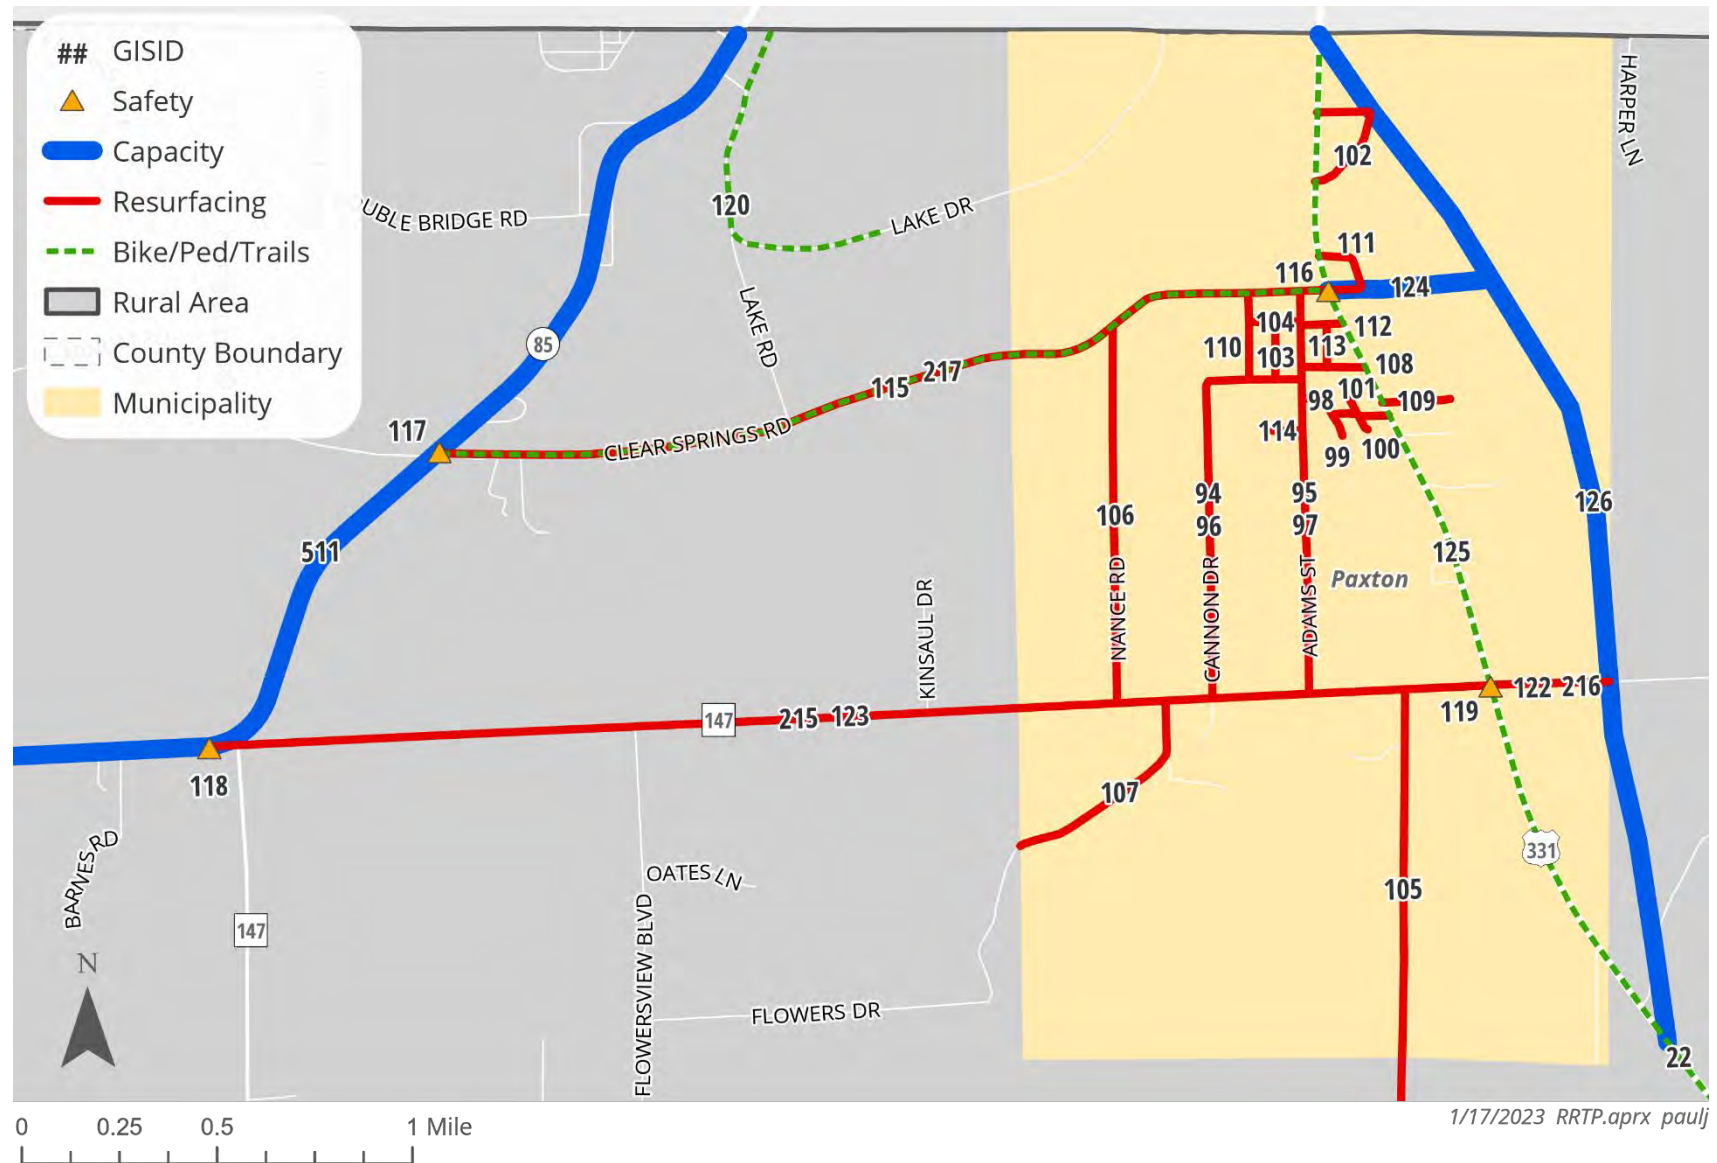 ## GISID
Safety
Capacity
Resurfacing
Bike/Ped/Trails
Rural Area
County Boundary
Municipality
UBLE BRIDGE RD
HARPER LN
102
120
LAKE DR
111
116
124
LAKE RD
104
112
85
110
103
113
108
115
217
101
98
109
117
CLEAR SPRINGS RD
114
99
100
94
95
126
106
96
97
511
125
Paxton
KINSAUL DR
NANCE RD
CANNON DR
ADAMS ST
122
216
147
215
123
119
118
107
BARNES RD
331
OATES LN
105
147
FLOWERSVIEW BLVD
N
FLOWERS DR
22
0 0.25 0.5 1 Mile
1/17/2023 RRTP.aprx paulj